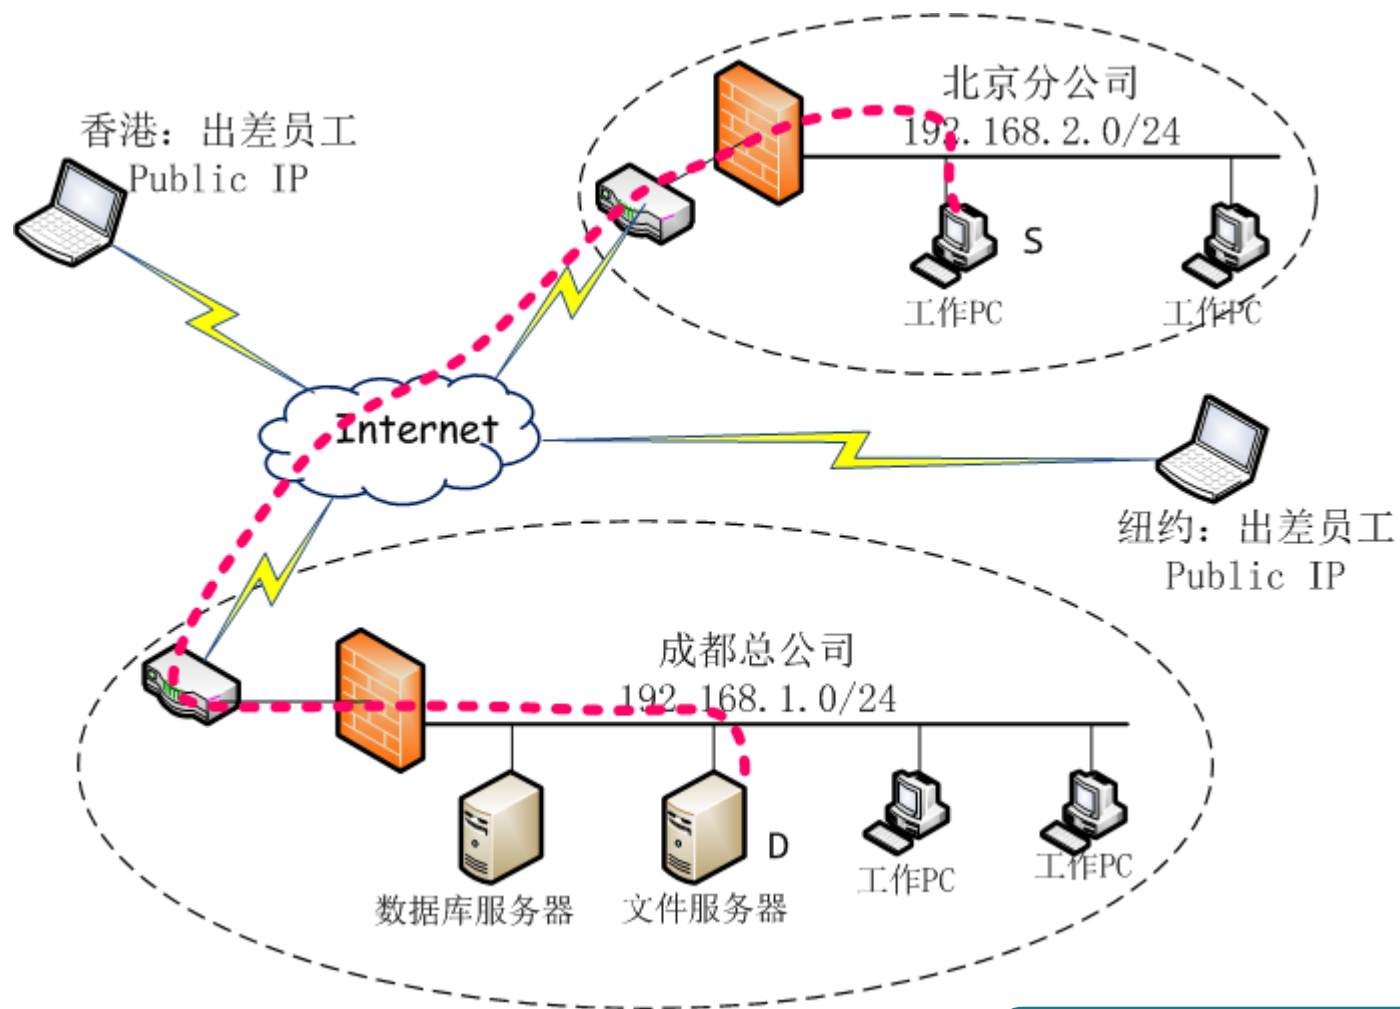 北京分公司
192.168.2.0/24
香港：出差员工
Public IP
S
工作PC
工作PC
Internet
纽约：出差员工
Public IP
成都总公司
192.168.1.0/24
D
数据库服务器
文件服务器
工作PC
工作PC